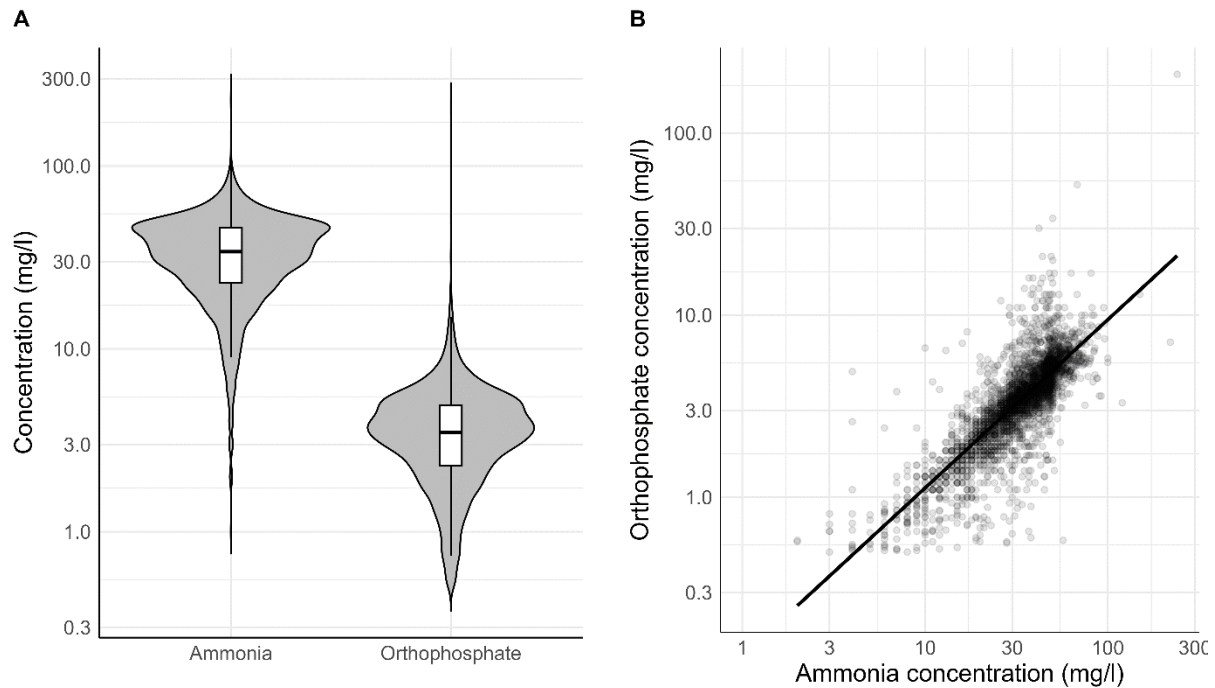 A
Concentration (mg/l)
300.0
100.0
30.0
10.0
3.0
1.0
0.3
Ammonia
Orthophosphate
B
Orthophosphate concentration (mg/l)
100.0
30.0
10.0
3.0
1.0
0.3
1
3
10
30
100
300
Ammonia concentration (mg/l)